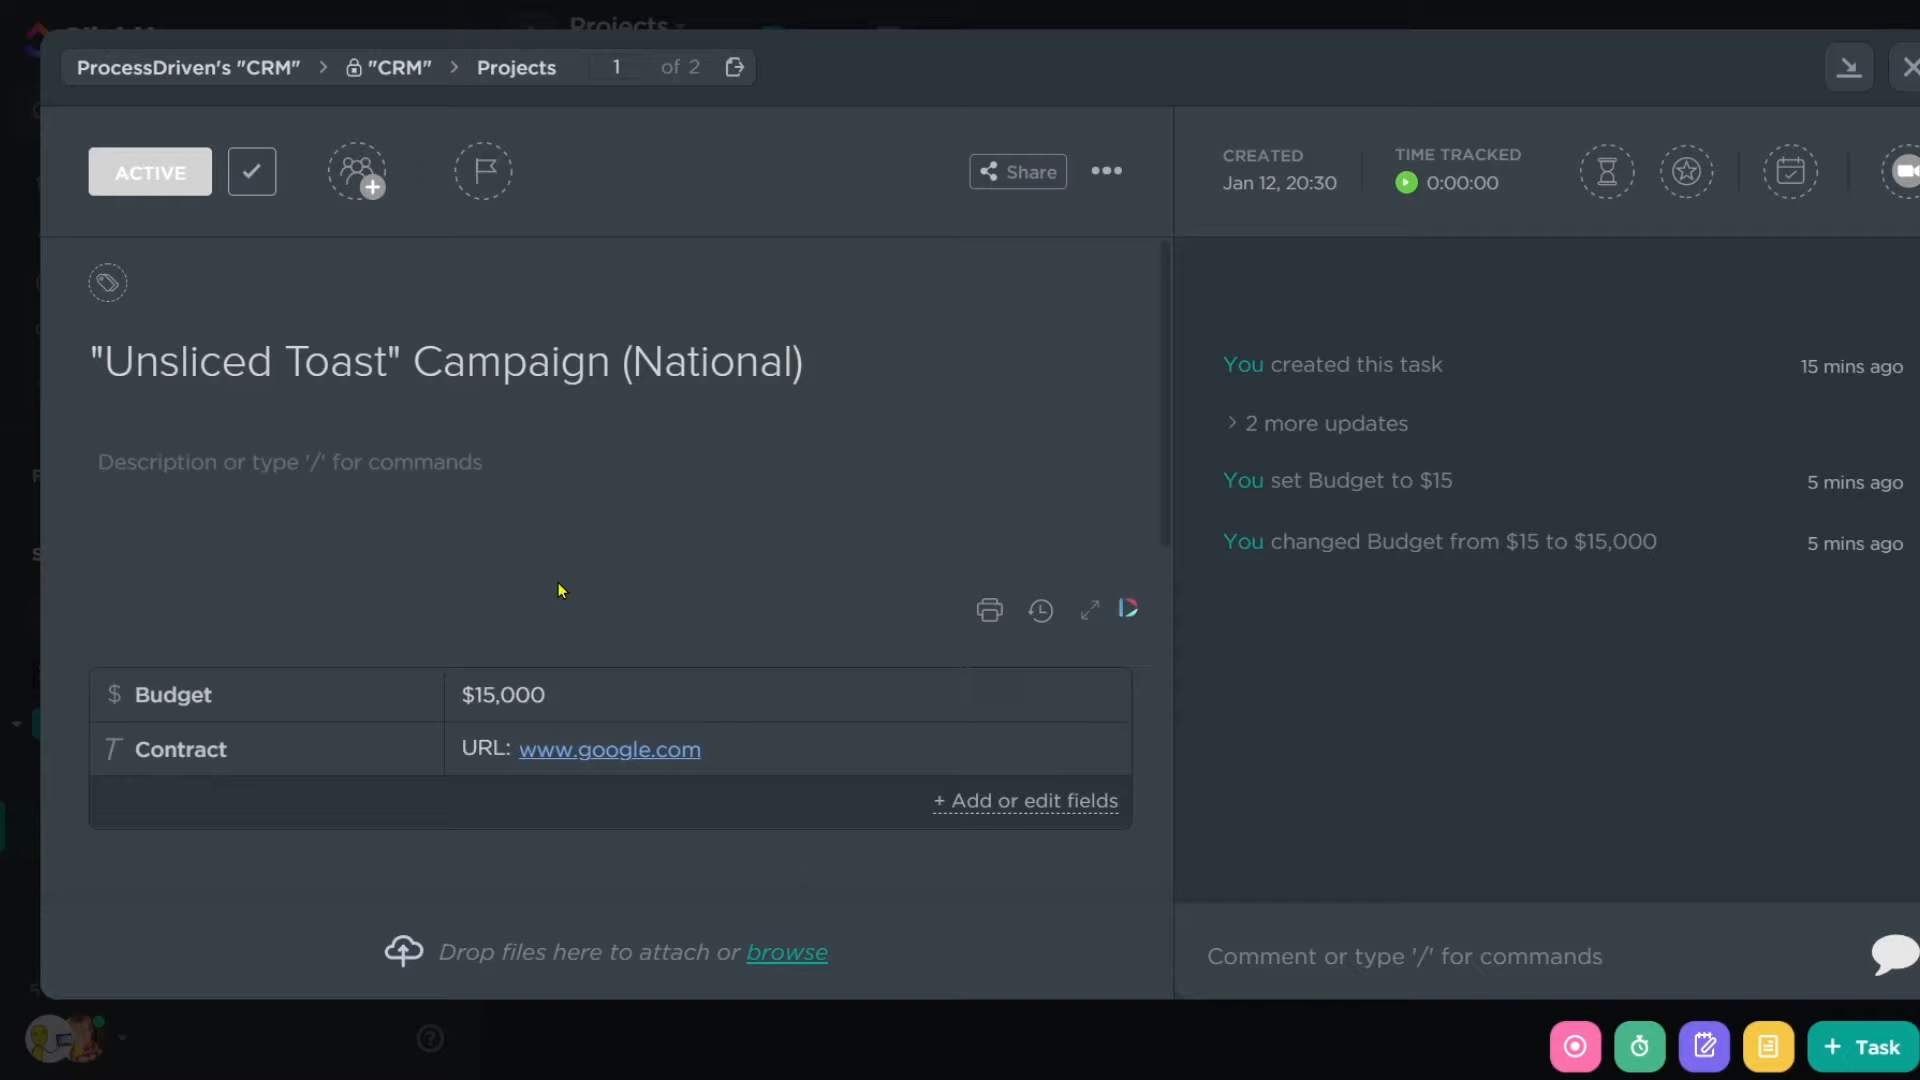 Projects
ProcessDriven's "CRM" > "CRM" > Projects 1 of 2
ACTIVE
Share
CREATED
Jan 12, 20:30
TIME TRACKED
0:00:00
"Unsliced Toast" Campaign (National)
Description or type '/' for commands
$ Budget $15,000
T Contract URL: www.google.com
+ Add or edit fields
Drop files here to attach or browse
You created this task 15 mins ago
> 2 more updates
You set Budget to $15 5 mins ago
You changed Budget from $15 to $15,000 5 mins ago
Comment or type '/' for commands
+ Task